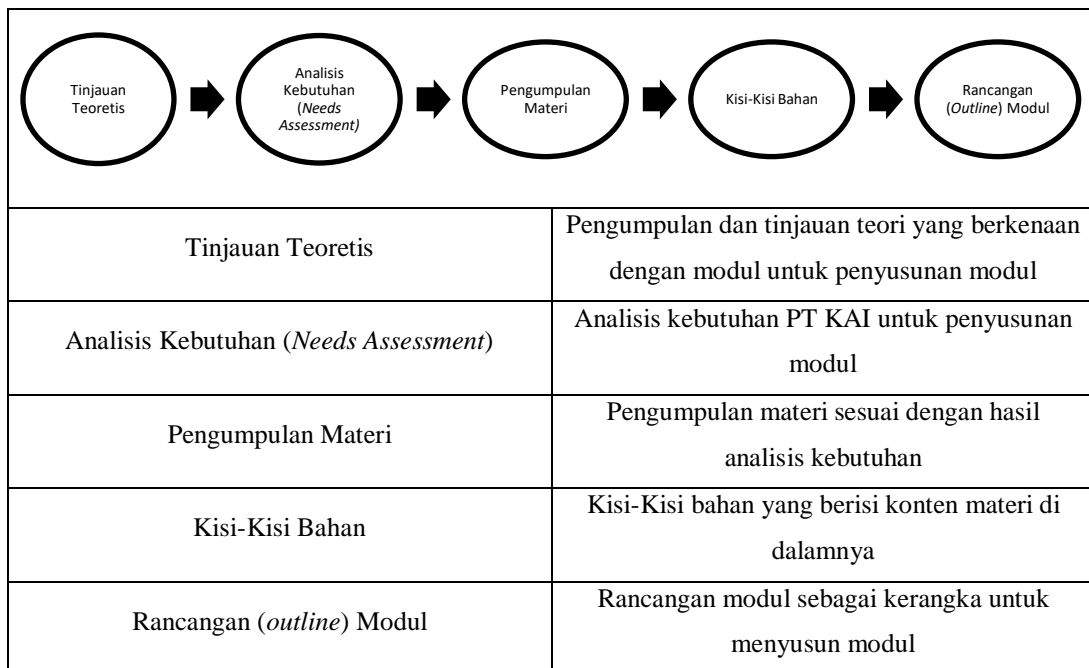 Tinjauan
Teoretis
Analisis
Kebutuhan
(Needs
Assessment)
Pengumpulan
Materi
Kisi-Kisi Bahan
Rancangan
(Outline) Modul
Tinjauan Teoretis
Pengumpulan dan tinjauan teori yang berkenaan
dengan modul untuk penyusunan modul
Analisis Kebutuhan (Needs Assessment)
Analisis kebutuhan PT KAI untuk penyusunan
modul
Pengumpulan Materi
Pengumpulan materi sesuai dengan hasil
analisis kebutuhan
Kisi-Kisi Bahan
Kisi-Kisi bahan yang berisi konten materi di
dalamnya
Rancangan (outline) Modul
Rancangan modul sebagai kerangka untuk
menyusun modul